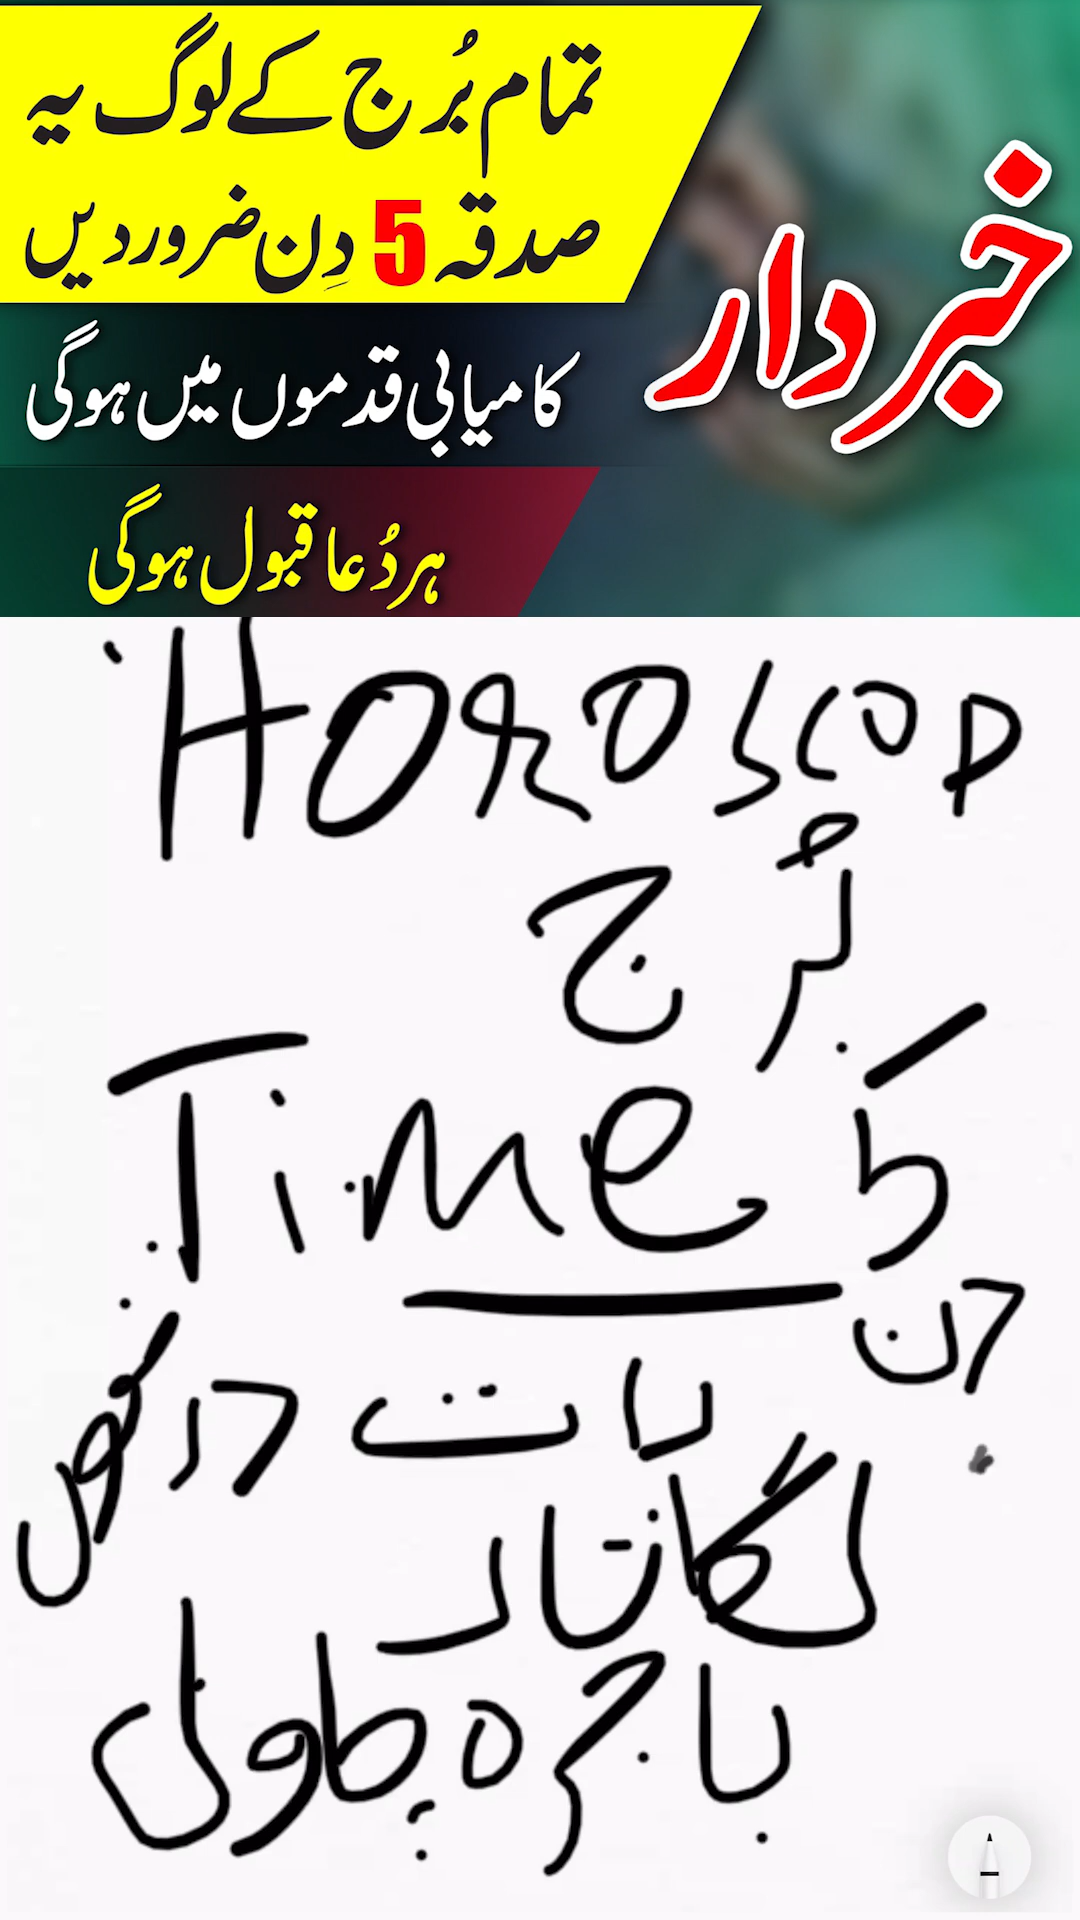 تمام بُرج کے لوگ یہ
صدقہ 5 دِن ضرور دیں
خبردار
کامیابی قدموں میں ہوگی
ہر دُعا قبول ہوگی
Horoscop
بُرج
Time 5
دن
رات
لگاتار
باجرہ چاول